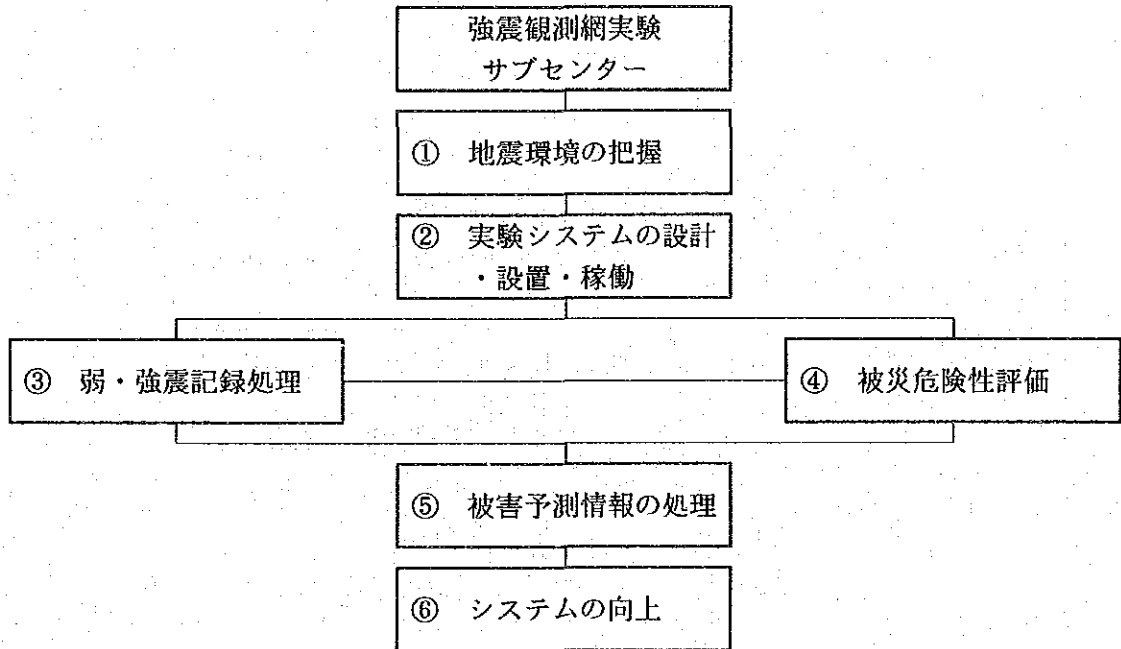 強震観測網実験
サブセンター
① 地震環境の把握
② 実験システムの設計
・設置・稼働
③ 弱・強震記録処理
④ 被災危険性評価
⑤ 被害予測情報の処理
⑥ システムの向上